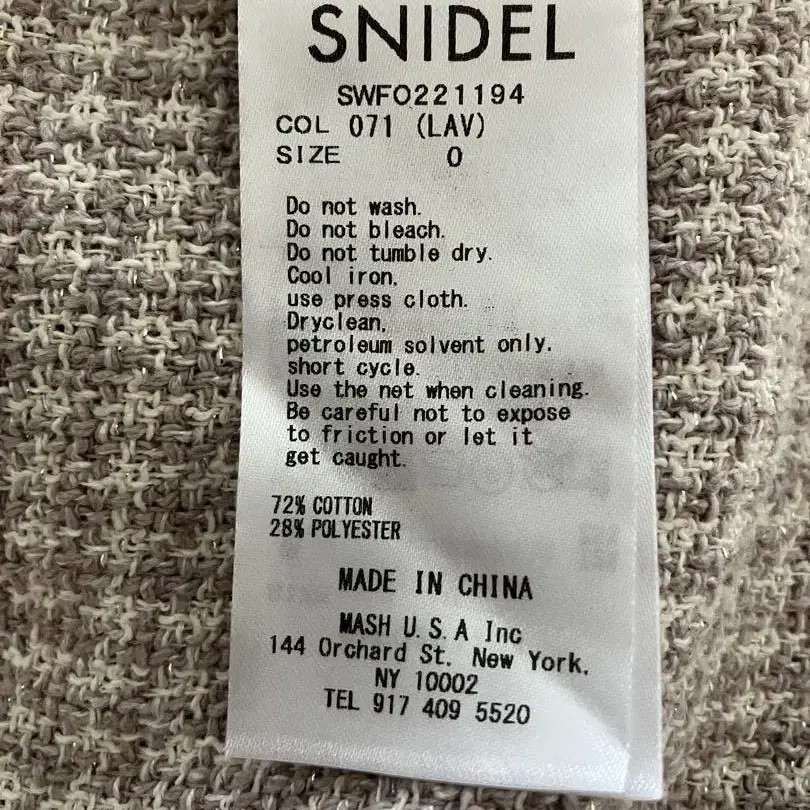 SNIDEL
SWFO221194
COL 071 (LAV)
SIZE 0
Do not wash.
Do not bleach.
Do not tumble dry.
Cool iron,
use press cloth.
Dryclean,
petroleum solvent only.
short cycle.
Use the net when cleaning.
Be careful not to expose
to friction or let it
get caught.
72% COTTON
28% POLYESTER
MADE IN CHINA
MASH U.S.A Inc
144 Orchard St. New York,
NY 10002
TEL 917 409 5520